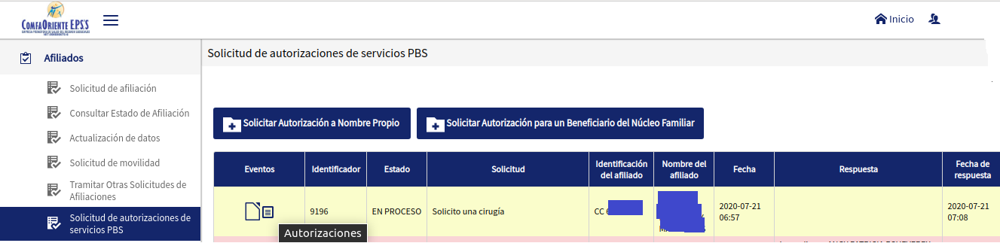 COMFAORIENTE EPS'S
Inicio
Afiliados
Solicitud de afiliación
Consultar Estado de Afiliación
Actualización de datos
Solicitud de movilidad
Tramitar Otras Solicitudes de
Afiliaciones
Solicitud de autorizaciones de
servicios PBS
Solicitud de autorizaciones de servicios PBS
Solicitar Autorización a Nombre Propio
Solicitar Autorización para un Beneficiario del Núcleo Familiar
Eventos
Identificador
Estado
Solicitud
Identificación
del afiliado
Nombre del
afiliado
Fecha
Respuesta
Fecha de
respuesta
9196
EN PROCESO
Solicito una cirugía
CC
2020-07-21
06:57
2020-07-21
07:08
Autorizaciones